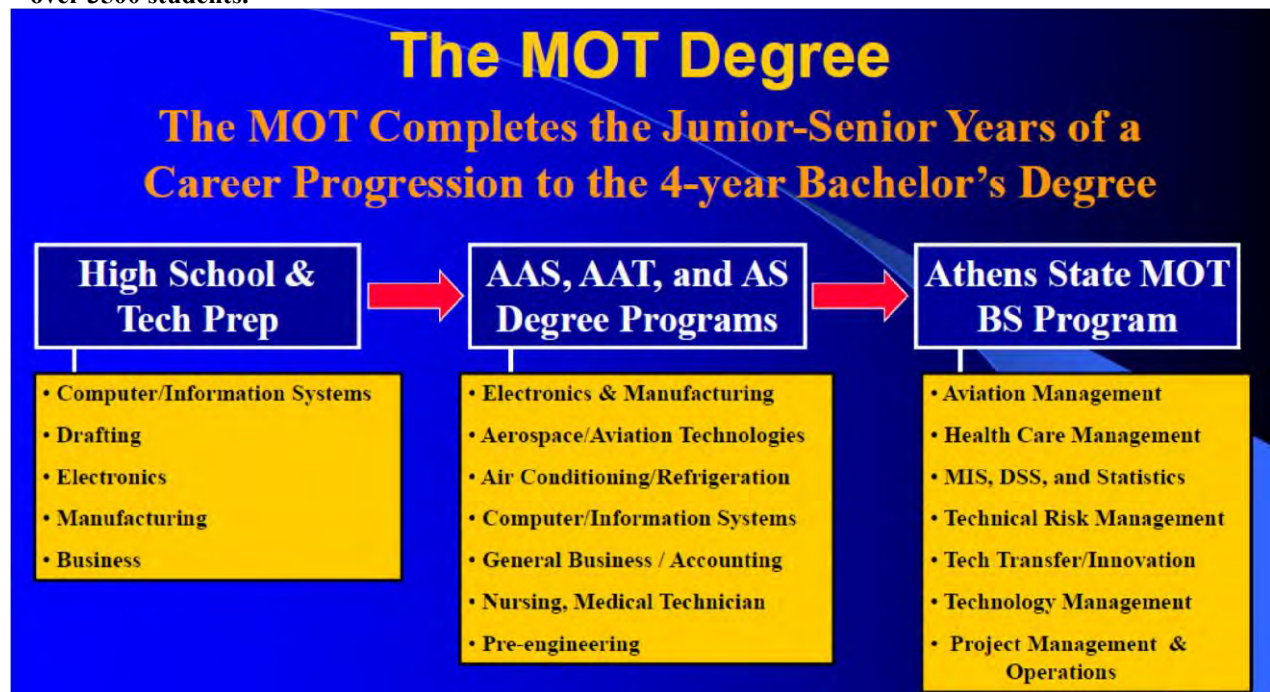 over 3500 students.
The MOT Degree
The MOT Completes the Junior-Senior Years of a
Career Progression to the 4-year Bachelor's Degree
High School &
Tech Prep
• Computer/Information Systems
• Drafting
• Electronics
• Manufacturing
• Business
AAS, AAT, and AS
Degree Programs
• Electronics & Manufacturing
• Aerospace/Aviation Technologies
• Air Conditioning/Refrigeration
• Computer/Information Systems
• General Business / Accounting
• Nursing, Medical Technician
• Pre-engineering
Athens State MOT
BS Program
• Aviation Management
• Health Care Management
• MIS, DSS, and Statistics
• Technical Risk Management
• Tech Transfer/Innovation
• Technology Management
• Project Management &
Operations